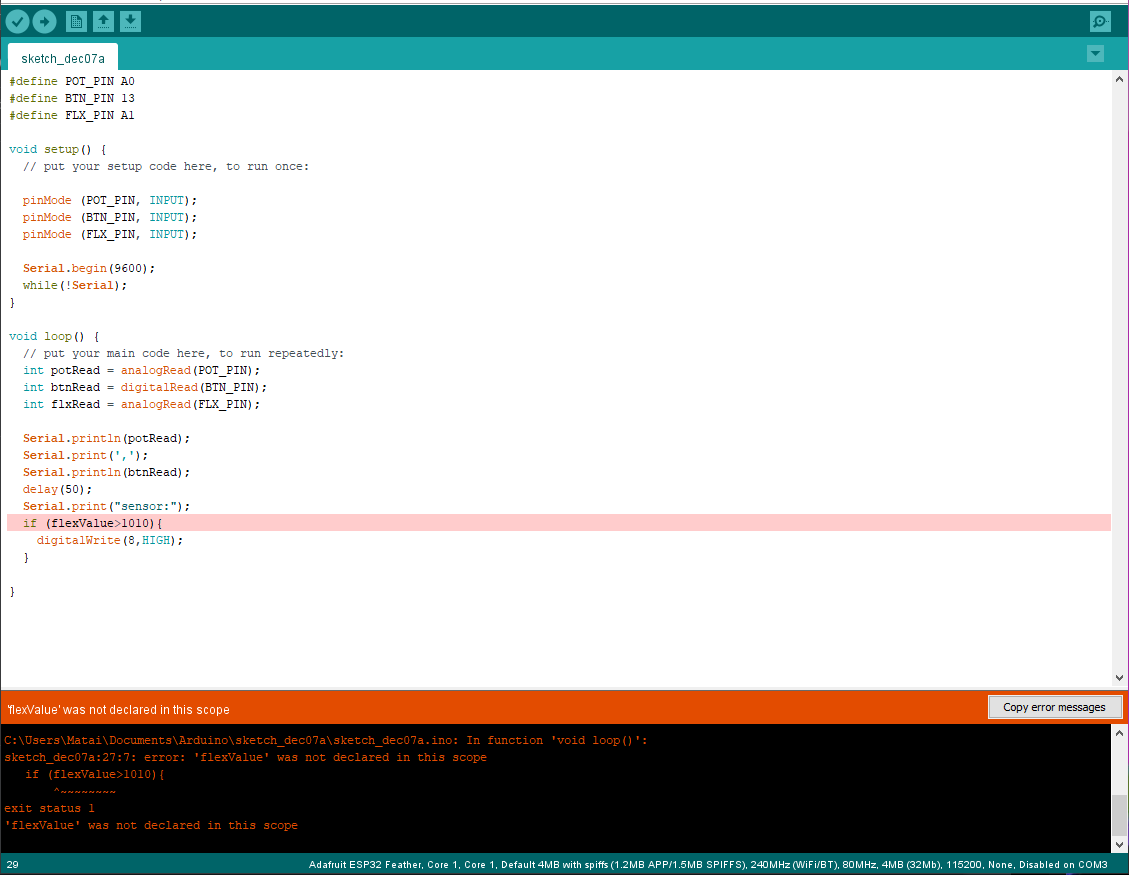 sketch_dec07a
#define POT_PIN A0
#define BTN_PIN 13
#define FLX_PIN A1
void setup() {
  // put your setup code here, to run once:
  pinMode (POT_PIN, INPUT);
  pinMode (BTN_PIN, INPUT);
  pinMode (FLX_PIN, INPUT);
  Serial.begin(9600);
  while(!Serial);
}
void loop() {
  // put your main code here, to run repeatedly:
  int potRead = analogRead(POT_PIN);
  int btnRead = digitalRead(BTN_PIN);
  int flxRead = analogRead(FLX_PIN);
  Serial.println(potRead);
  Serial.print(',');
  Serial.println(btnRead);
  delay(50);
  Serial.print("sensor:");
  if (flexValue>1010){
    digitalWrite(8,HIGH);
  }
}
'flexValue' was not declared in this scope
Copy error messages
C:\Users\Matai\Documents\Arduino\sketch_dec07a\sketch_dec07a.ino: In function 'void loop()':
sketch_dec07a:27:7: error: 'flexValue' was not declared in this scope
   if (flexValue>1010){
       ^~~~~~~~~
exit status 1
'flexValue' was not declared in this scope
29
Adafruit ESP32 Feather, Core 1, Core 1, Default 4MB with spiffs (1.2MB APP/1.5MB SPIFFS), 240MHz (WiFi/BT), 80MHz, 4MB (32Mb), 115200, None, Disabled on COM3